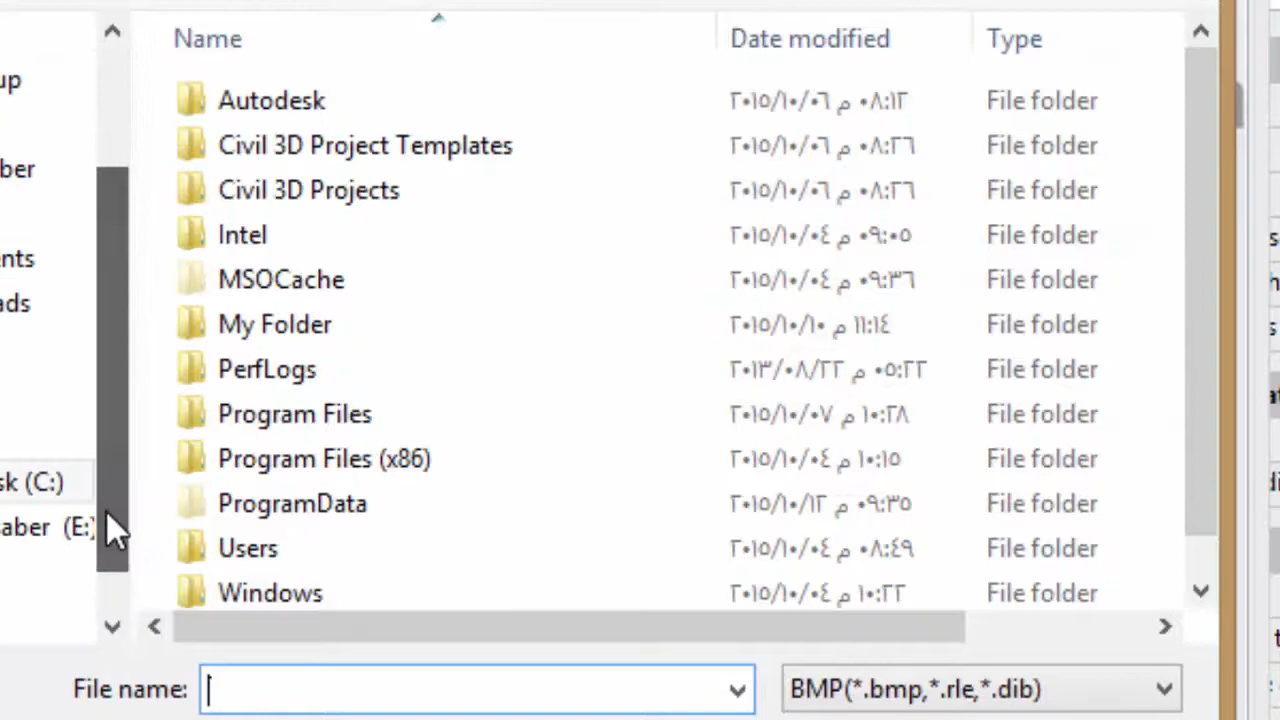 Name Date modified Type
up
Autodesk ٢٠١٥/١٠/٠٦ م ٠٨:١٢ File folder
Civil 3D Project Templates ٢٠١٥/١٠/٠٦ م ٠٨:٢٦ File folder
ber
Civil 3D Projects ٢٠١٥/١٠/٠٦ م ٠٨:٢٦ File folder
Intel ٢٠١٥/١٠/٠٤ م ٠٩:٠٥ File folder
nts
MSOCache ٢٠١٥/١٠/٠٤ م ٠٩:٣٦ File folder
ads
My Folder ٢٠١٥/١٠/١٠ م ١١:١٤ File folder
PerfLogs ٢٠١٣/٠٨/٢٢ م ٠٥:٢٢ File folder
Program Files ٢٠١٥/١٠/٠٧ م ١٠:٢٨ File folder
Program Files (x86) ٢٠١٥/١٠/٠٤ م ١٠:١٥ File folder
sk (C:)
ProgramData ٢٠١٥/١٠/١٢ م ٠٩:٣٥ File folder
aber (E:)
Users ٢٠١٥/١٠/٠٤ م ٠٨:٤٩ File folder
Windows ٢٠١٥/١٠/٠٤ م ١٠:٢٢ File folder
File name: BMP(*.bmp,*.rle,*.dib)